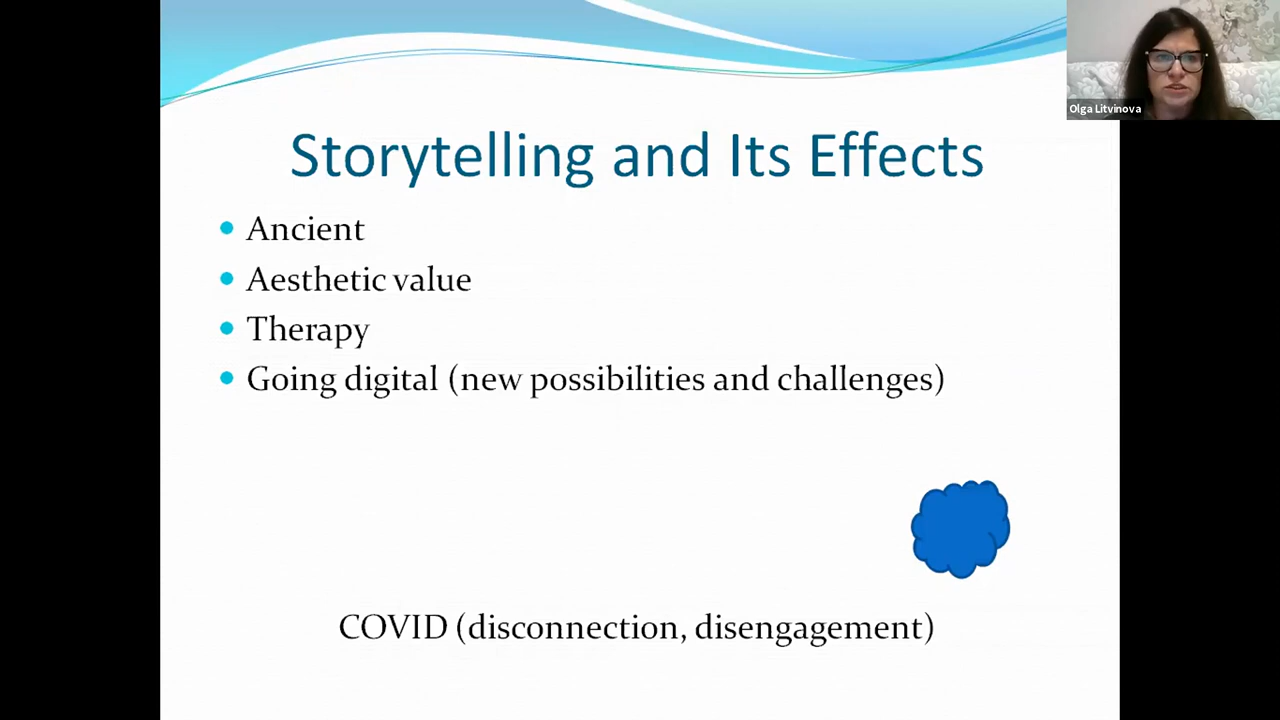 Olga Litvinova
Storytelling and Its Effects
Ancient
Aesthetic value
Therapy
Going digital (new possibilities and challenges)
COVID (disconnection, disengagement)